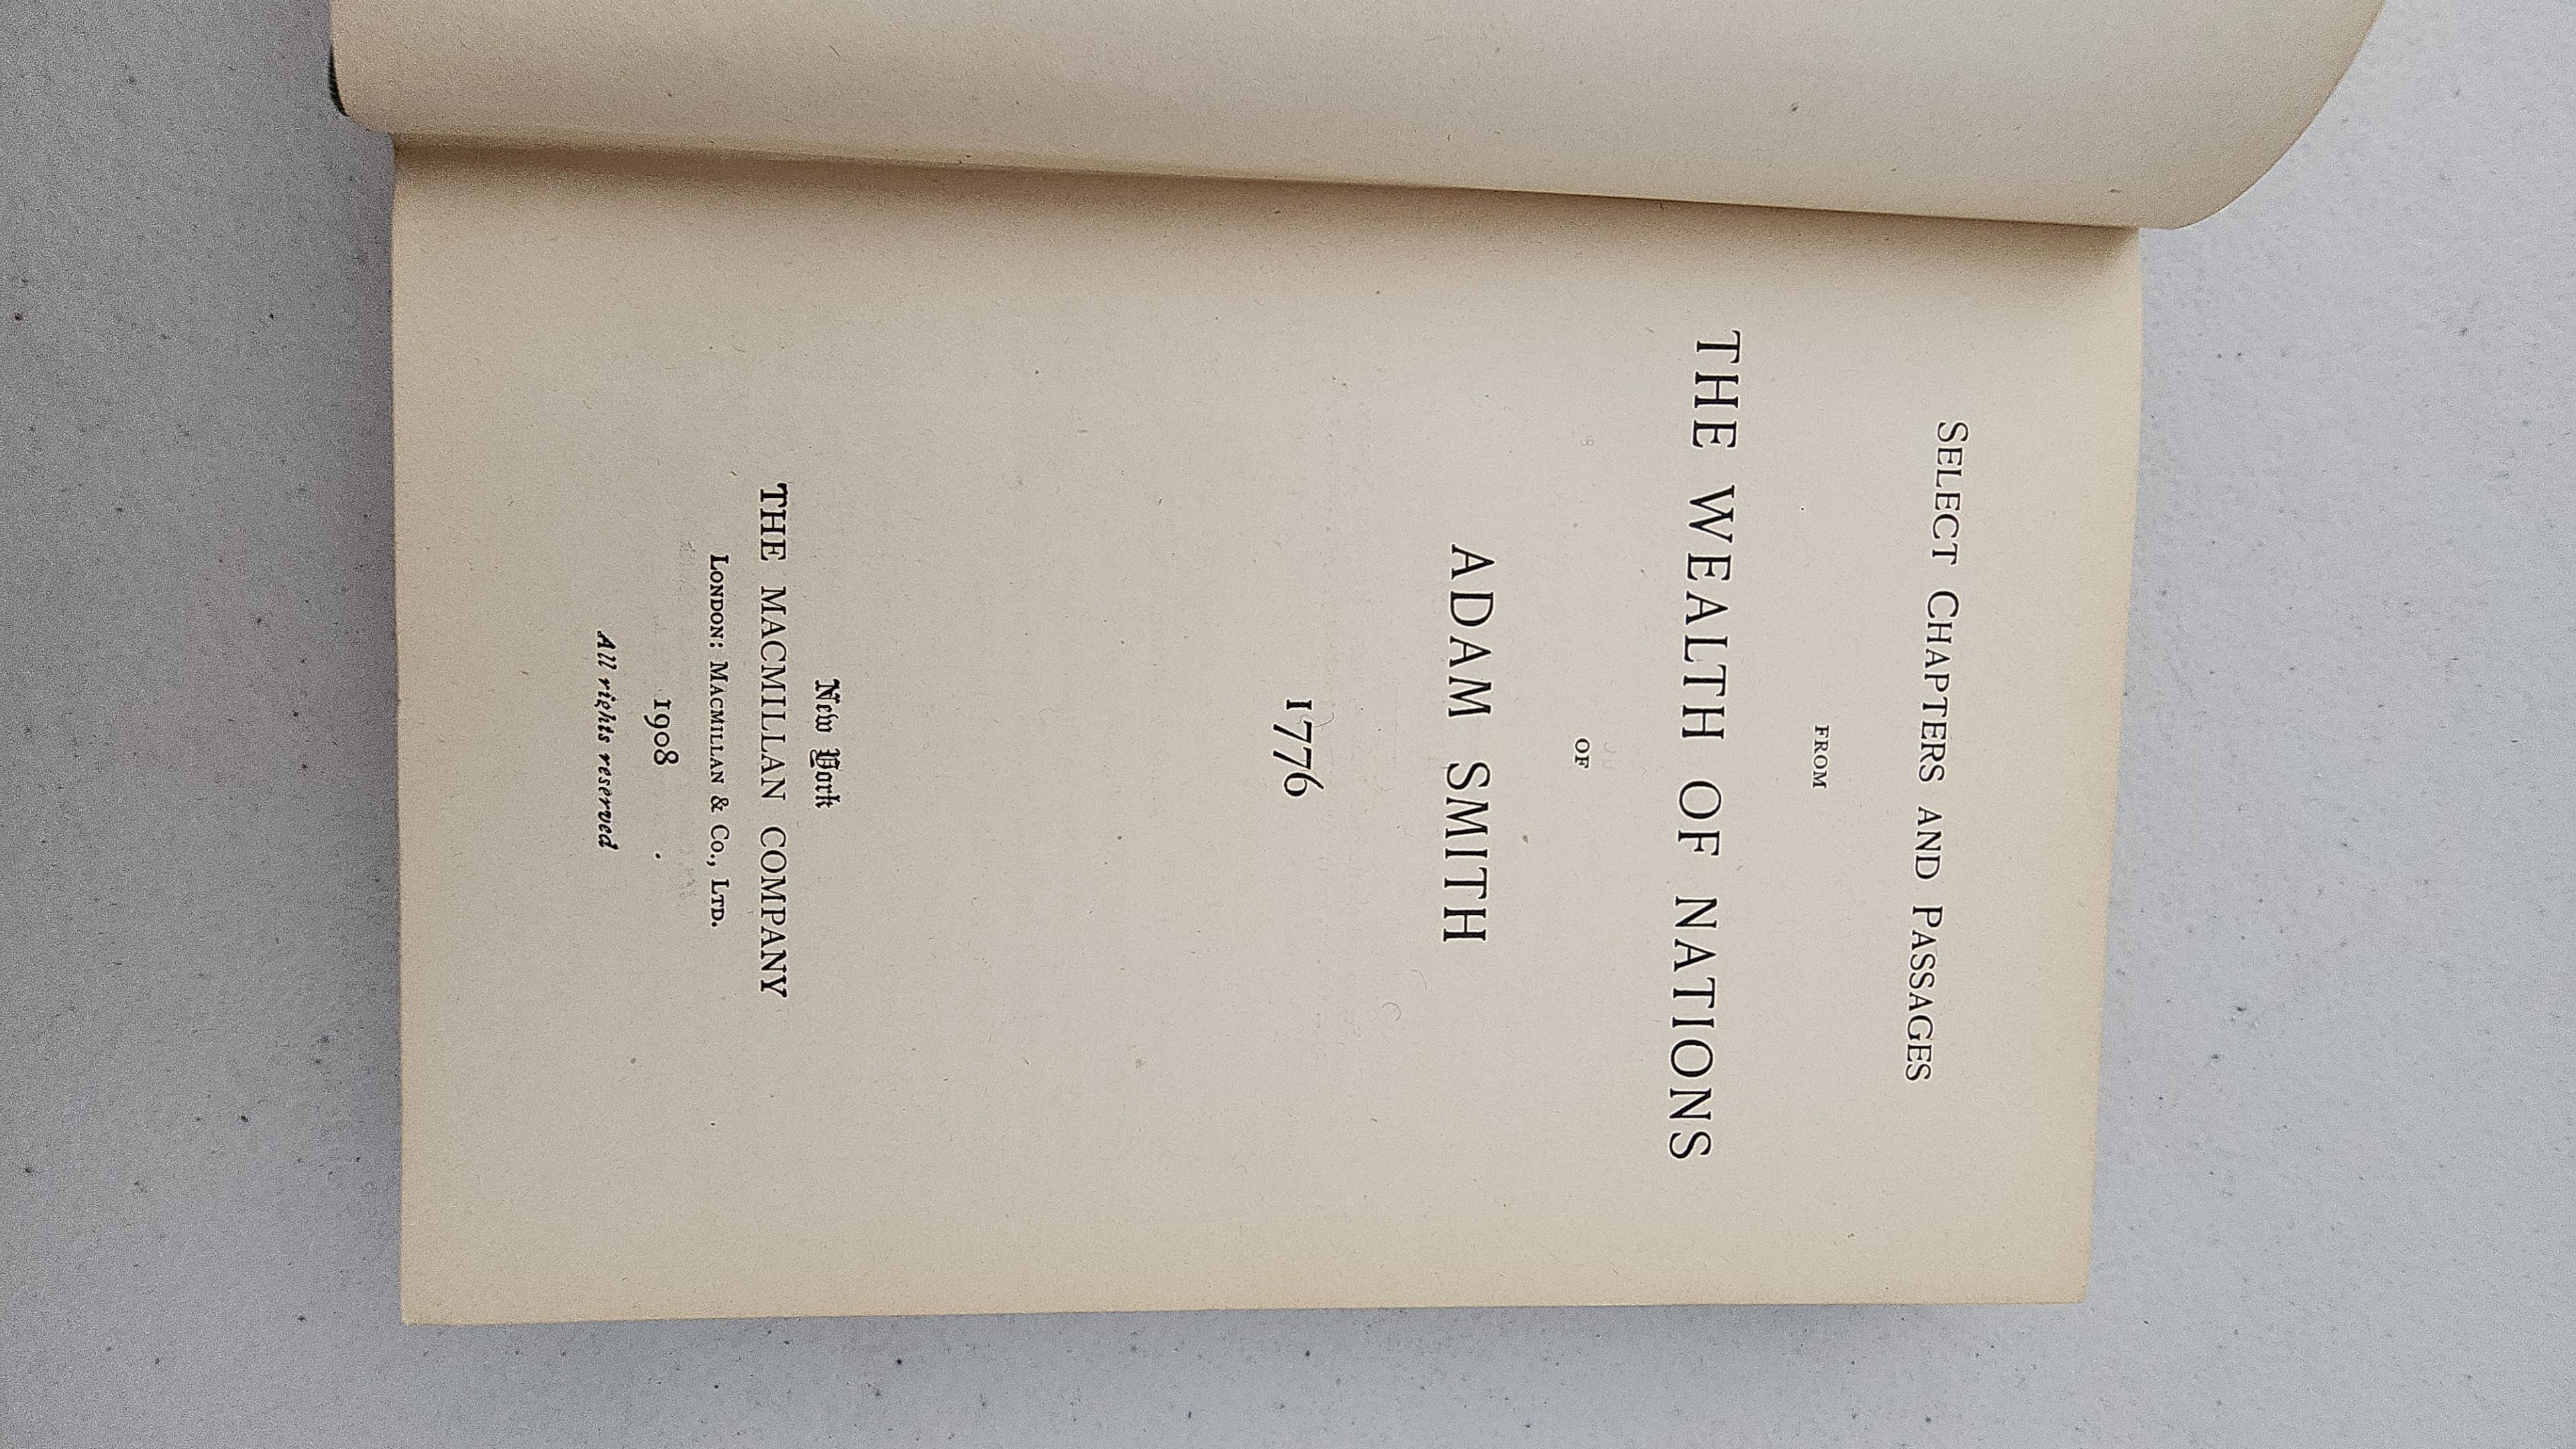 SELECT CHAPTERS AND PASSAGES
FROM
THE WEALTH OF NATIONS
OF
ADAM SMITH
1776
New York
THE MACMILLAN COMPANY
LONDON: MACMILLAN & CO., LTD.
1908
All rights reserved